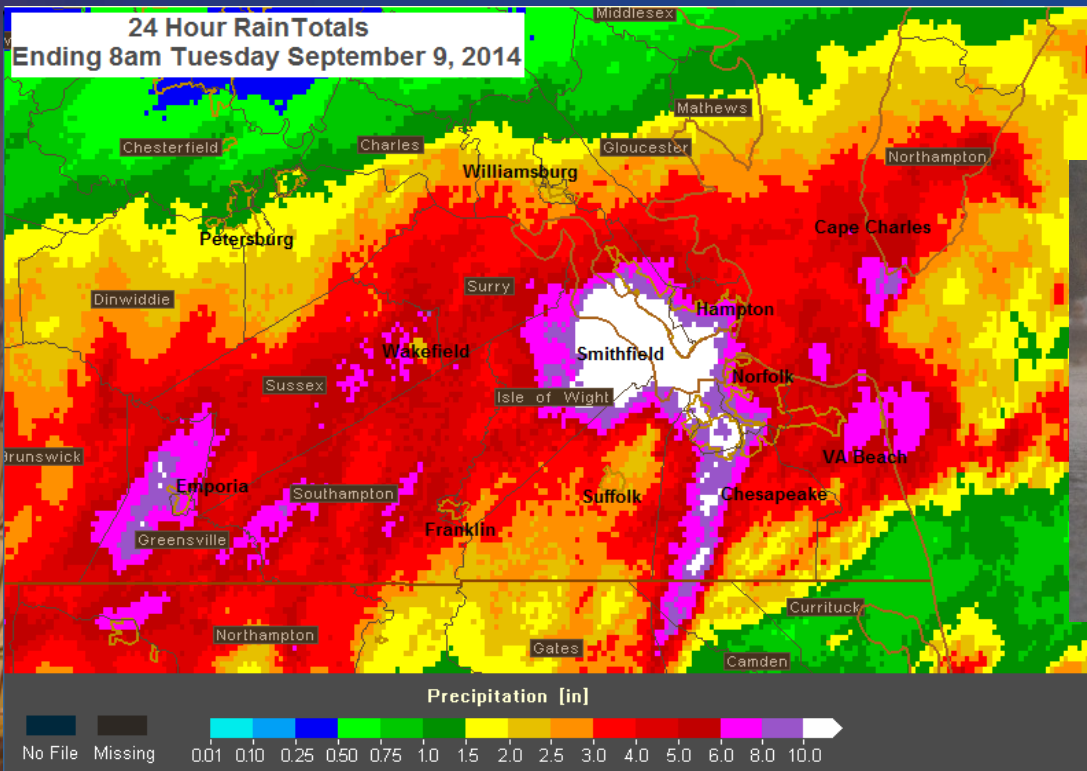 24 Hour RainTotals
Ending 8am Tuesday September 9, 2014
Middlesex
Mathews
Chesterfield
Charles
Gloucester
Northampton
Williamsburg
Petersburg
Cape Charles
Dinwiddie
Surry
Hampton
Wakefield
Smithfield
Sussex
Norfolk
Isle of Wight
Brunswick
VA Beach
Emporia
Southampton
Suffolk
Chesapeake
Franklin
Greensville
Currituck
Northampton
Gates
Camden
Precipitation [in]
No File Missing 0.01 0.10 0.25 0.50 0.75 1.0 1.5 2.0 2.5 3.0 4.0 5.0 6.0 8.0 10.0